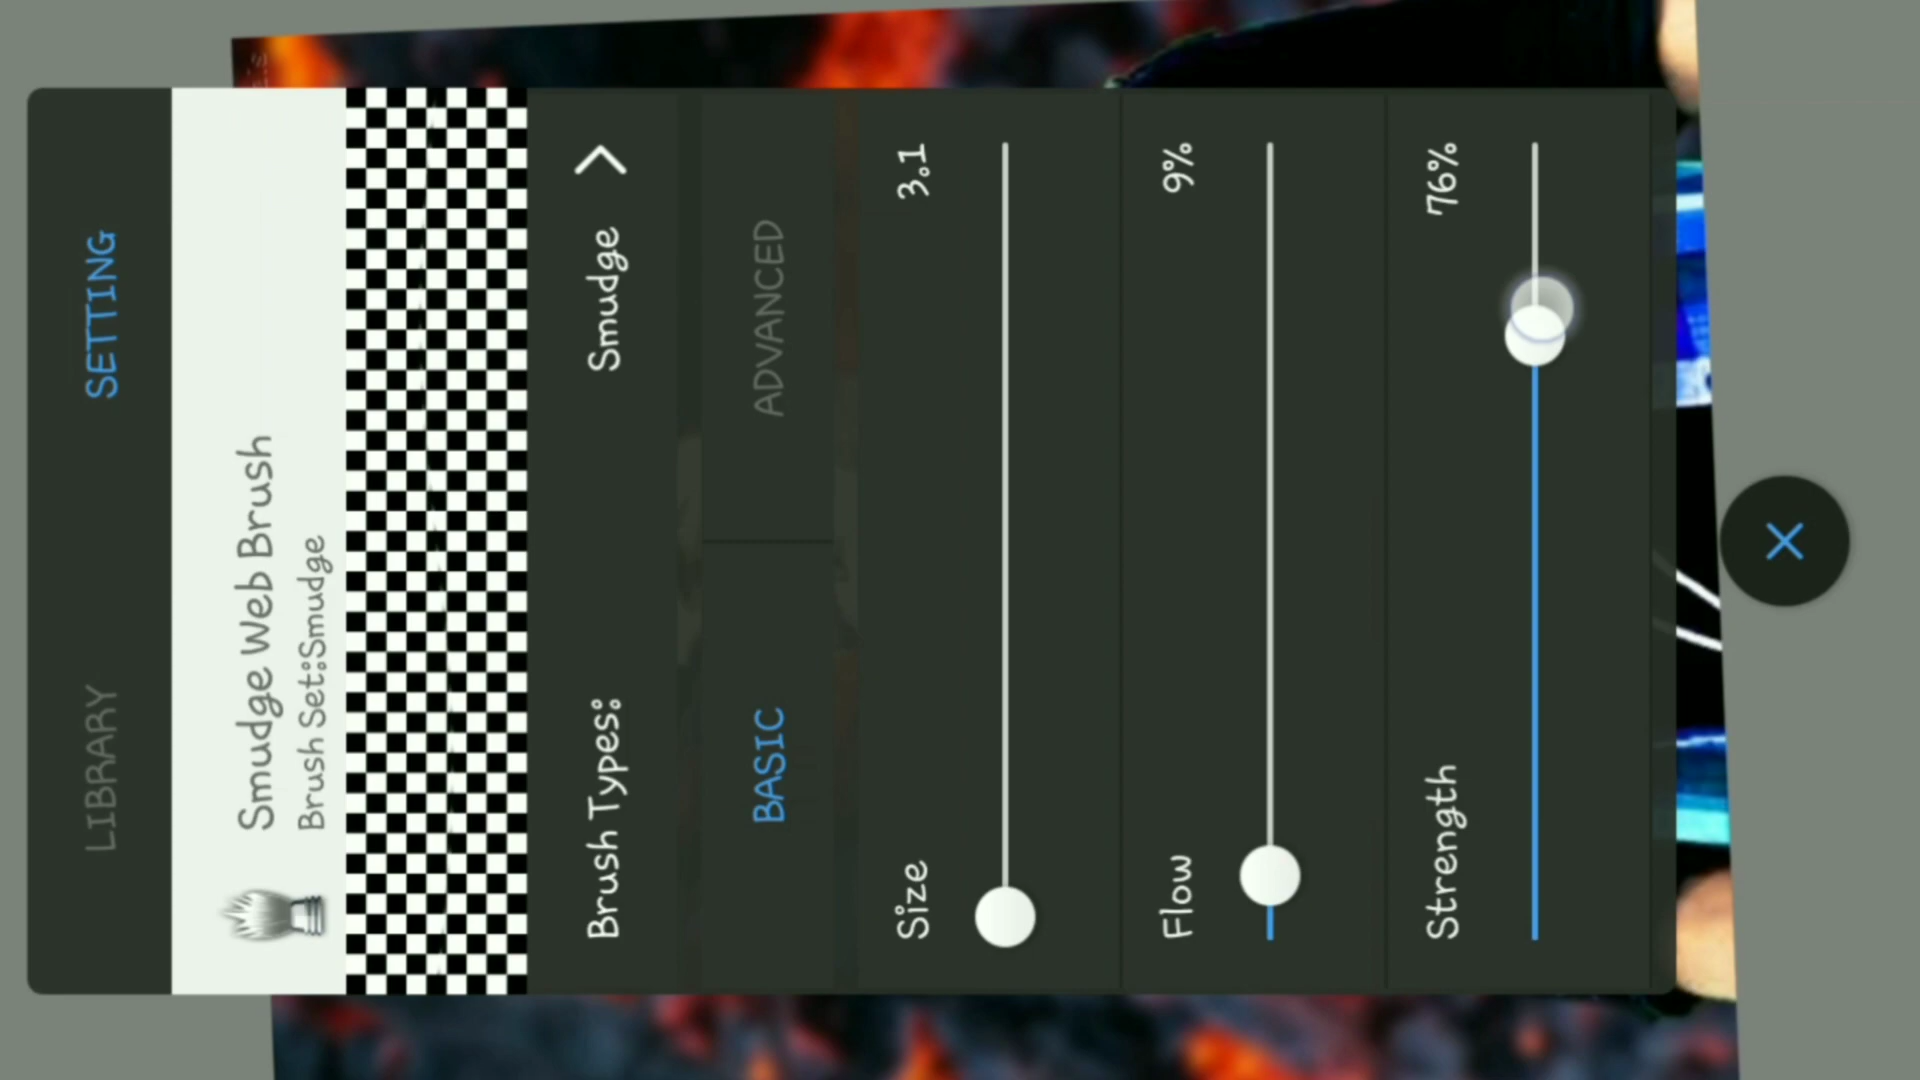 LIBRARY SETTING
Smudge Web Brush
Brush Set:Smudge
Brush Types: Smudge
BASIC ADVANCED
Size 3.1
Flow 9%
Strength 76%